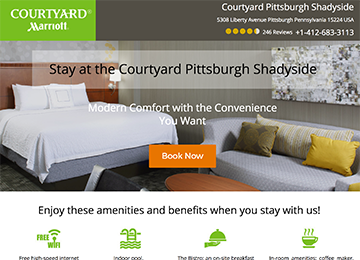 COURTYARD®
Marriott.
Courtyard Pittsburgh Shadyside
5308 Liberty Avenue Pittsburgh Pennsylvania 15224 USA
246 Reviews +1-412-683-3113
Stay at the Courtyard Pittsburgh Shadyside
Modern Comfort with the Convenience
You Want
Book Now
Enjoy these amenities and benefits when you stay with us!
FREE
WiFi
Free high-speed internet
Indoor pool.
The Bistro: an on-site breakfast
In-room amenities: coffee maker,